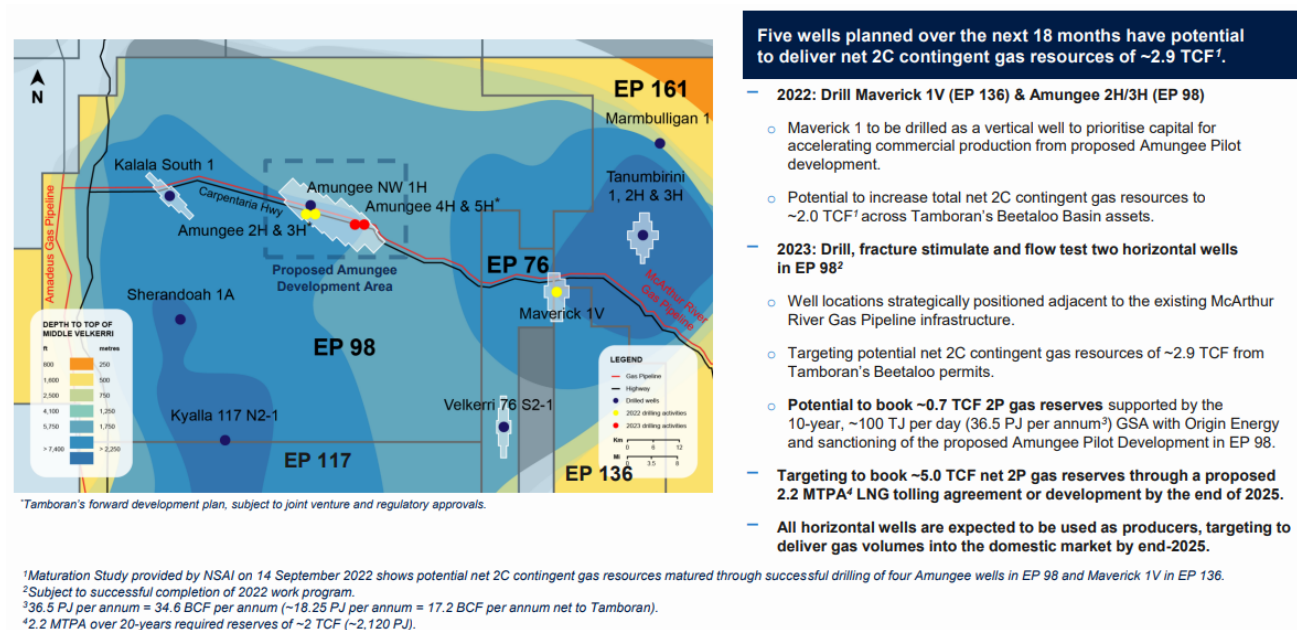 EP 161
Marmbulligan 1
N
Kalala South 1
Tanumbirini
1, 2H & 3H
Amungee NW 1H
Carpentaria Hwy
Amungee 4H & 5H*
Amungee 2H & 3H*
Amadeus Gas Pipeline
EP 76
Proposed Amungee
Development Area
McArthur River
Gas Pipeline
Sherandoah 1A
Maverick 1V
EP 98
DEPTH TO TOP OF
MIDDLE VELKERRI
ft metres
800 250
1,600 500
2,500 750
4,100 1,250
5,750 1,750
> 7,400 > 2,250
LEGEND
Gas Pipeline
Highway
Drilled wells
2022 drilling activities
2023 drilling activities
Km
0 6 12
Mi
0 3.5 8
Velkerri 76 S2-1
Kyalla 117 N2-1
EP 117
EP 136
*Tamboran's forward development plan, subject to joint venture and regulatory approvals.
Five wells planned over the next 18 months have potential
to deliver net 2C contingent gas resources of ~2.9 TCF¹.
– 2022: Drill Maverick 1V (EP 136) & Amungee 2H/3H (EP 98)
o Maverick 1 to be drilled as a vertical well to prioritise capital for
accelerating commercial production from proposed Amungee Pilot
development.
o Potential to increase total net 2C contingent gas resources to
~2.0 TCF¹ across Tamboran's Beetaloo Basin assets.
– 2023: Drill, fracture stimulate and flow test two horizontal wells
in EP 98²
o Well locations strategically positioned adjacent to the existing McArthur
River Gas Pipeline infrastructure.
o Targeting potential net 2C contingent gas resources of ~2.9 TCF from
Tamboran's Beetaloo permits.
o Potential to book ~0.7 TCF 2P gas reserves supported by the
10-year, ~100 TJ per day (36.5 PJ per annum³) GSA with Origin Energy
and sanctioning of the proposed Amungee Pilot Development in EP 98.
– Targeting to book ~5.0 TCF net 2P gas reserves through a proposed
2.2 MTPA⁴ LNG tolling agreement or development by the end of 2025.
– All horizontal wells are expected to be used as producers, targeting to
deliver gas volumes into the domestic market by end-2025.
¹Maturation Study provided by NSAI on 14 September 2022 shows potential net 2C contingent gas resources matured through successful drilling of four Amungee wells in EP 98 and Maverick 1V in EP 136.
²Subject to successful completion of 2022 work program.
³36.5 PJ per annum = 34.6 BCF per annum (~18.25 PJ per annum = 17.2 BCF per annum net to Tamboran).
⁴2.2 MTPA over 20-years required reserves of ~2 TCF (~2,120 PJ).